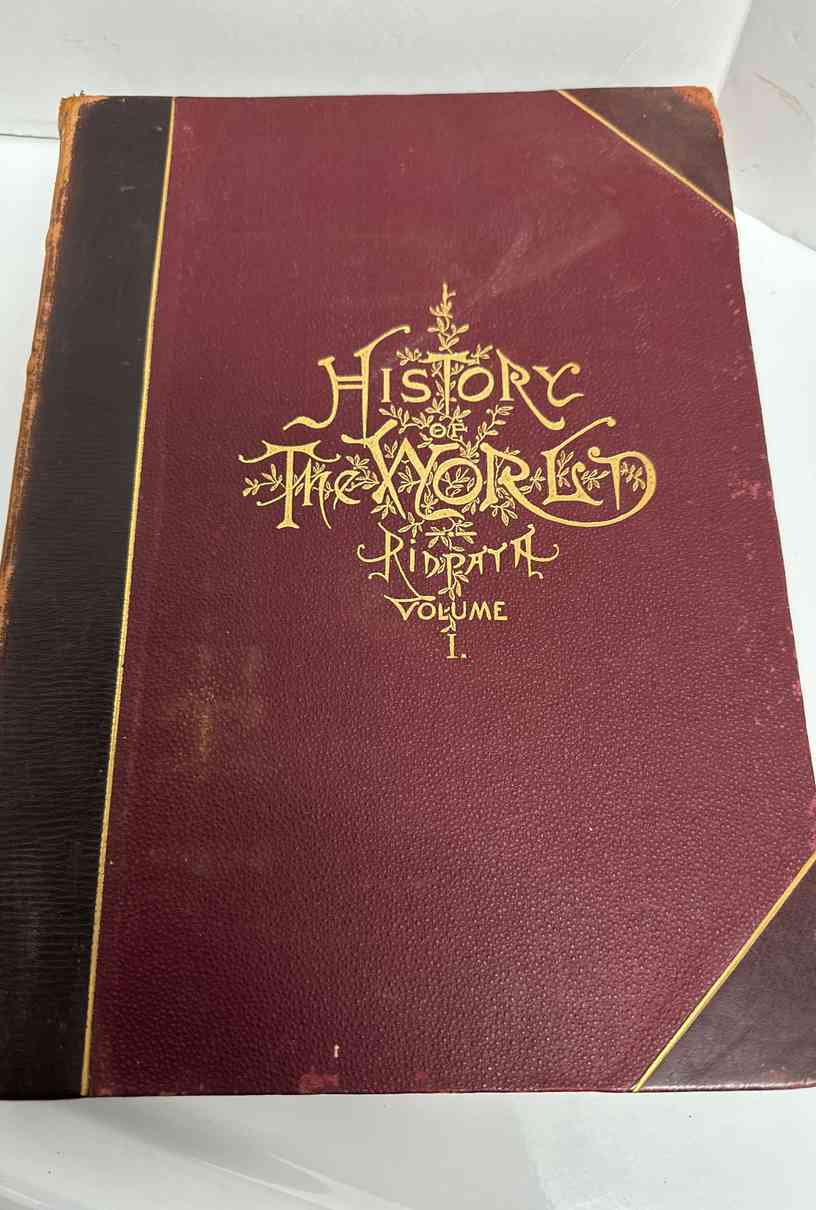 HISTORY
OF
THE WORLD
RIDPATH
VOLUME
I.